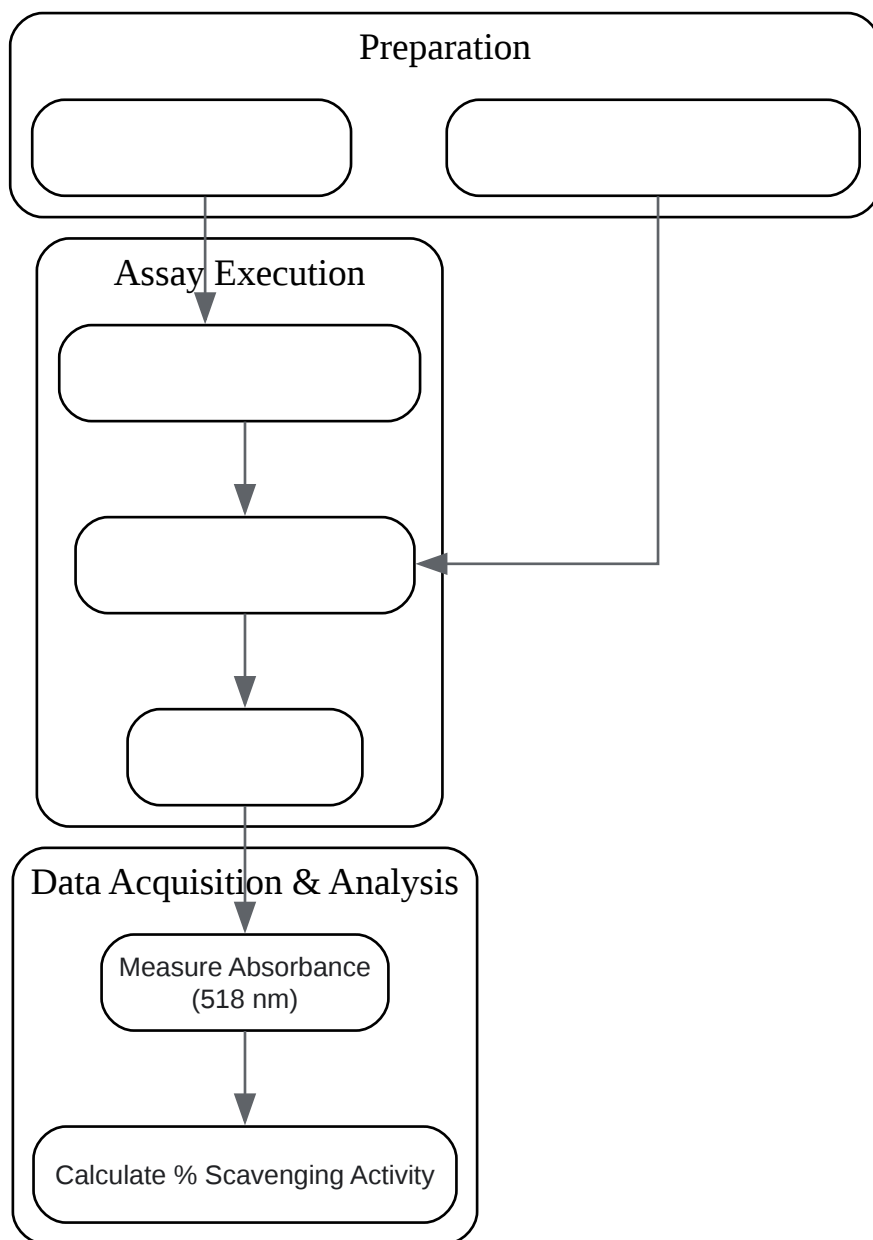 Preparation
Assay Execution
Data Acquisition & Analysis
Measure Absorbance
(518 nm)
Calculate % Scavenging Activity